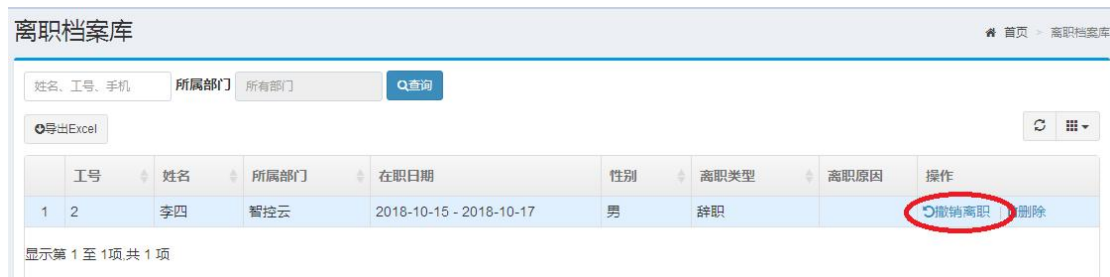 离职档案库
首页 > 离职档案库
姓名、工号、手机 所属部门 所有部门 查询
导出Excel
工号 姓名 所属部门 在职日期 性别 离职类型 离职原因 操作
1 2 李四 智控云 2018-10-15 - 2018-10-17 男 辞职 撤销离职 删除
显示第 1 至 1项,共 1 项